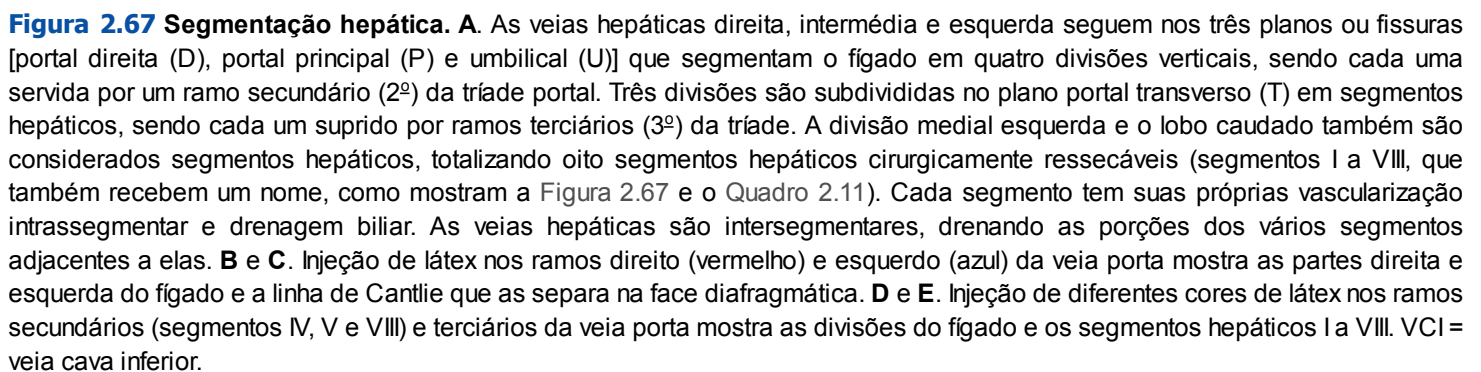 Figura 2.67 Segmentação hepática. A. As veias hepáticas direita, intermédia e esquerda seguem nos três planos ou fissuras
[portal direita (D), portal principal (P) e umbilical (U)] que segmentam o fígado em quatro divisões verticais, sendo cada uma
servida por um ramo secundário (2º) da tríade portal. Três divisões são subdivididas no plano portal transverso (T) em segmentos
hepáticos, sendo cada um suprido por ramos terciários (3º) da tríade. A divisão medial esquerda e o lobo caudado também são
considerados segmentos hepáticos, totalizando oito segmentos hepáticos cirurgicamente ressecáveis (segmentos I a VIII, que
também recebem um nome, como mostram a Figura 2.67 e o Quadro 2.11). Cada segmento tem suas próprias vascularização
intrassegmentar e drenagem biliar. As veias hepáticas são intersegmentares, drenando as porções dos vários segmentos
adjacentes a elas. B e C. Injeção de látex nos ramos direito (vermelho) e esquerdo (azul) da veia porta mostra as partes direita e
esquerda do fígado e a linha de Cantlie que as separa na face diafragmática. D e E. Injeção de diferentes cores de látex nos ramos
secundários (segmentos IV, V e VIII) e terciários da veia porta mostra as divisões do fígado e os segmentos hepáticos I a VIII. VCI =
veia cava inferior.